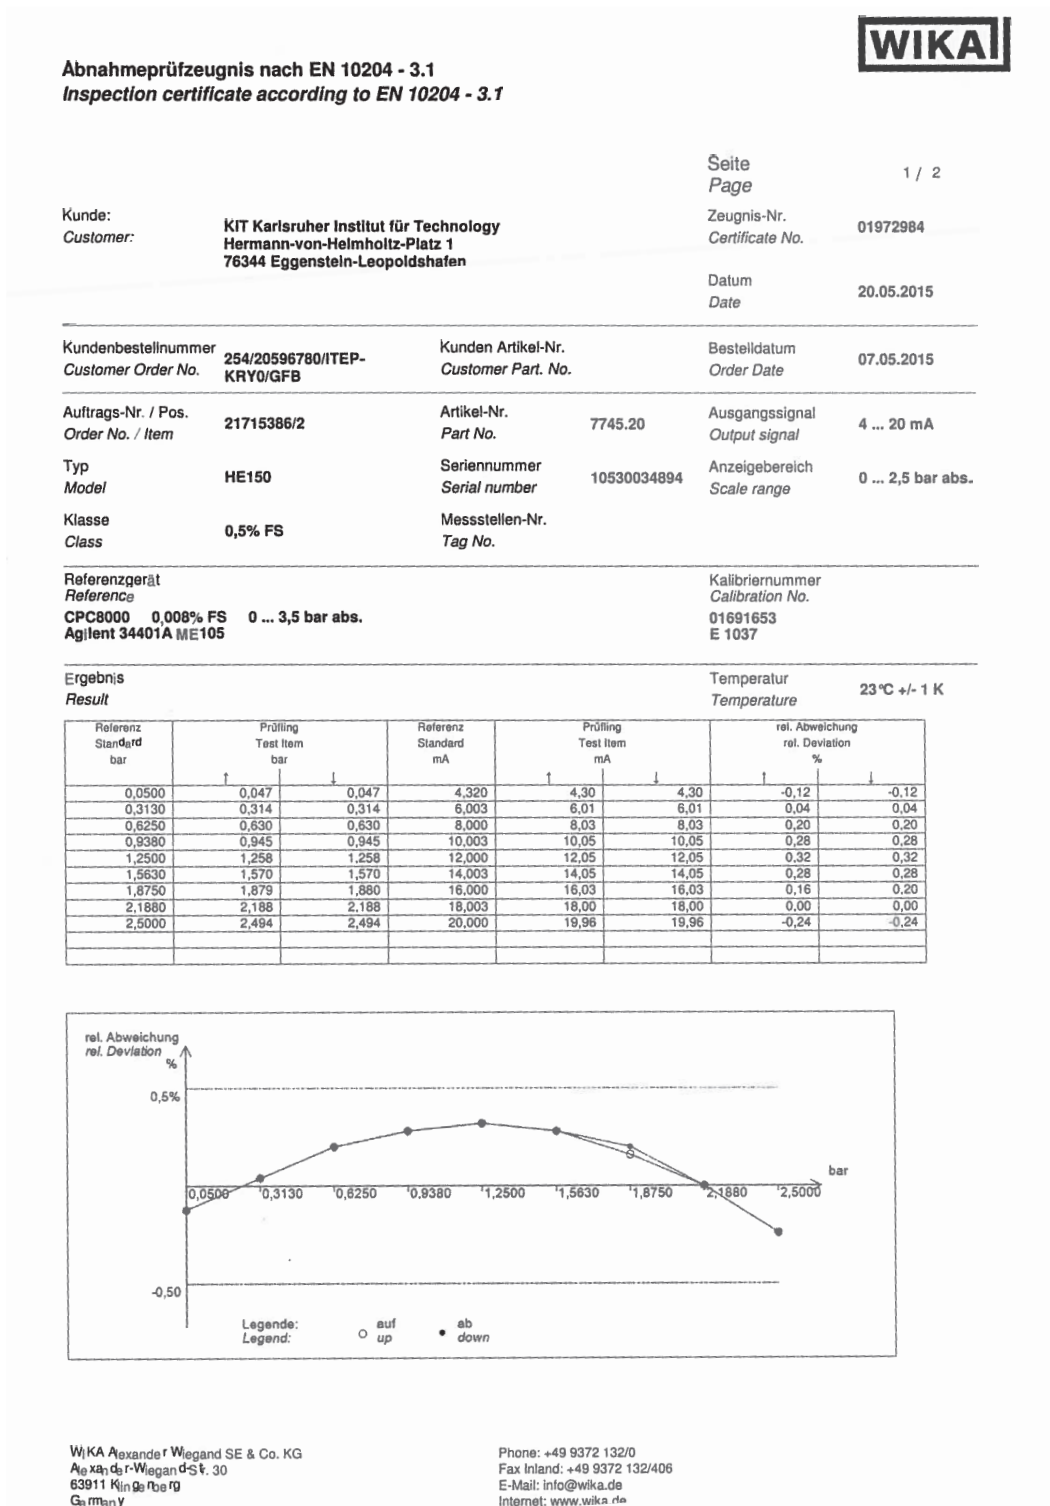 WIKA
Abnahmeprüfzeugnis nach EN 10204 - 3.1
Inspection certificate according to EN 10204 - 3.1
Seite
Page
1 / 2
Kunde:
Customer:
KIT Karlsruher Institut für Technology
Hermann-von-Helmholtz-Platz 1
76344 Eggenstein-Leopoldshafen
Zeugnis-Nr.
Certificate No.
01972984
Datum
Date
20.05.2015
Kundenbestellnummer
Customer Order No.
254/20596780/ITEP-
KRY0/GFB
Kunden Artikel-Nr.
Customer Part. No.
Bestelldatum
Order Date
07.05.2015
Auftrags-Nr. / Pos.
Order No. / Item
21715386/2
Artikel-Nr.
Part No.
7745.20
Ausgangssignal
Output signal
4 ... 20 mA
Typ
Model
HE150
Seriennummer
Serial number
10530034894
Anzeigebereich
Scale range
0 ... 2,5 bar abs.
Klasse
Class
0,5% FS
Messstellen-Nr.
Tag No.
Referenzgerät
Reference
CPC8000 0,008% FS 0 ... 3,5 bar abs.
Agilent 34401A ME105
Kalibriernummer
Calibration No.
01691653
E 1037
Ergebnis
Result
Temperatur
Temperature
23°C +/- 1 K
Referenz Prüfling Referenz Prüfling rel. Abweichung
Standard Test Item Standard Test Item rel. Deviation
bar bar mA mA %
↑ ↓ ↑ ↓ ↑ ↓
0,0500 0,047 0,047 4,320 4,30 4,30 -0,12 -0,12
0,3130 0,314 0,314 6,003 6,01 6,01 0,04 0,04
0,6250 0,630 0,630 8,000 8,03 8,03 0,20 0,20
0,9380 0,945 0,945 10,003 10,05 10,05 0,28 0,28
1,2500 1,258 1,258 12,000 12,05 12,05 0,32 0,32
1,5630 1,570 1,570 14,003 14,05 14,05 0,28 0,28
1,8750 1,879 1,880 16,000 16,03 16,03 0,16 0,20
2,1880 2,188 2,188 18,003 18,00 18,00 0,00 0,00
2,5000 2,494 2,494 20,000 19,96 19,96 -0,24 -0,24
rel. Abweichung
rel. Deviation
%
0,5%
bar
0,0500 0,3130 0,6250 0,9380 1,2500 1,5630 1,8750 2,1880 2,5000
-0,50
Legende: auf ab
Legend: up down
WIKA Alexander Wiegand SE & Co. KG
Alexander-Wiegand-Str. 30
63911 Klingenberg
Germany
Phone: +49 9372 132/0
Fax Inland: +49 9372 132/406
E-Mail: info@wika.de
Internet: www.wika.de